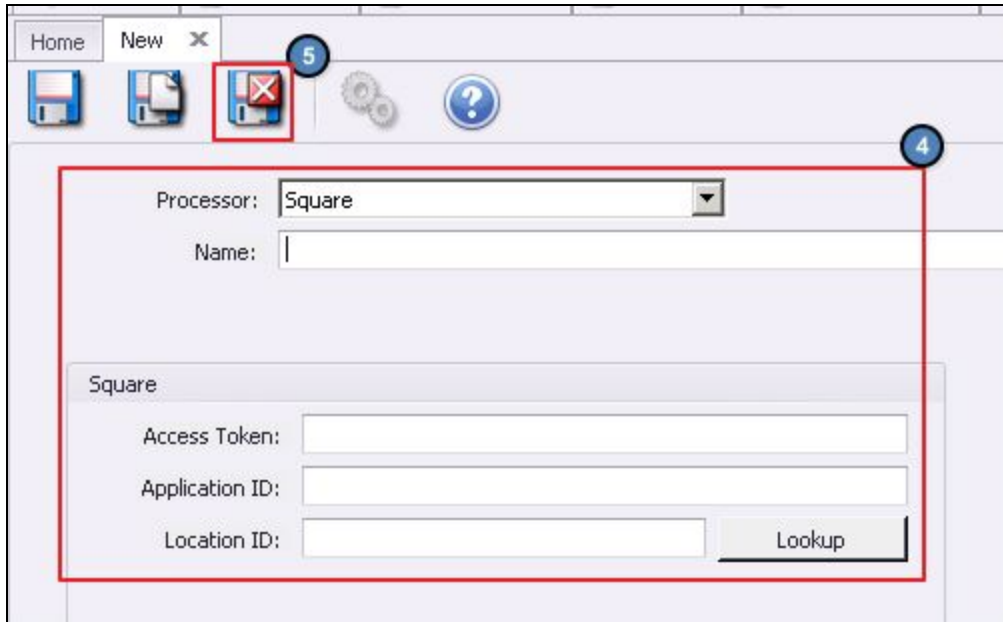 Home New
5
?
4
Processor: Square
Name:
Square
Access Token:
Application ID:
Location ID: Lookup